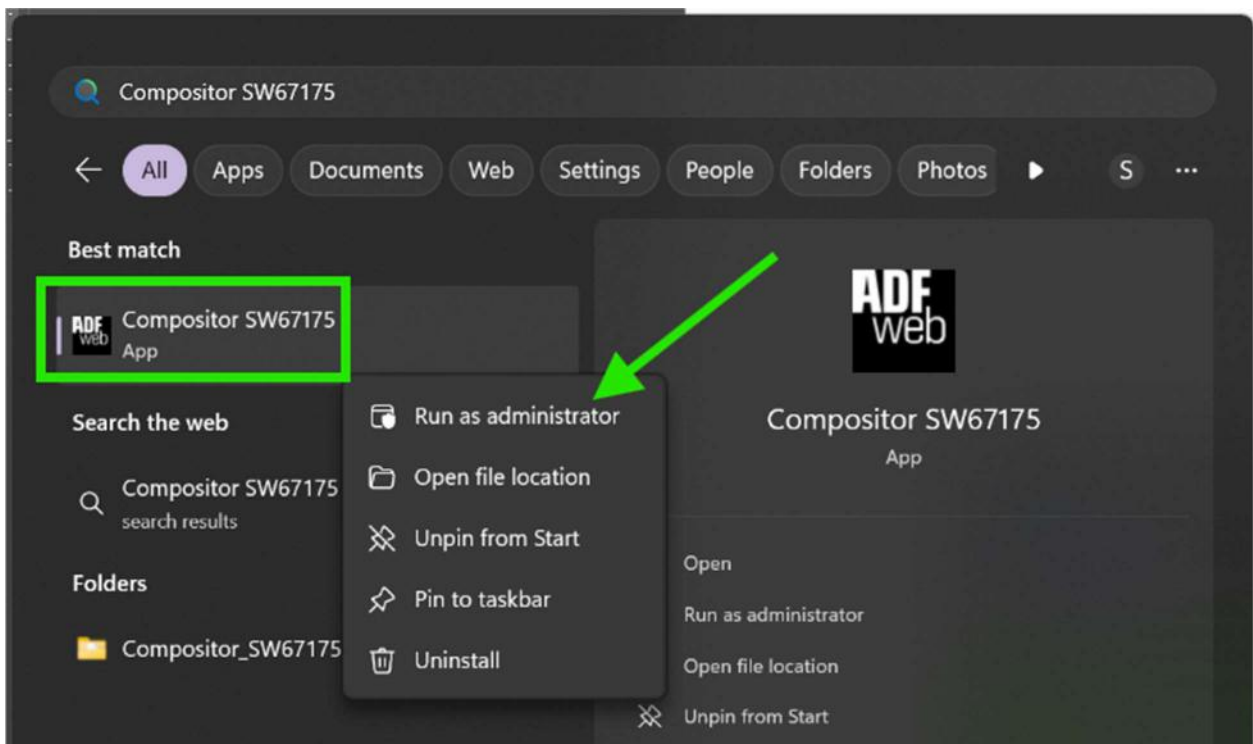 Compositor SW67175
All Apps Documents Web Settings People Folders Photos S ...
Best match
ADF
web
Compositor SW67175
App
Search the web
Compositor SW67175
search results
Folders
Compositor_SW67175
Run as administrator
Open file location
Unpin from Start
Pin to taskbar
Uninstall
ADF
web
Compositor SW67175
App
Open
Run as administrator
Open file location
Unpin from Start